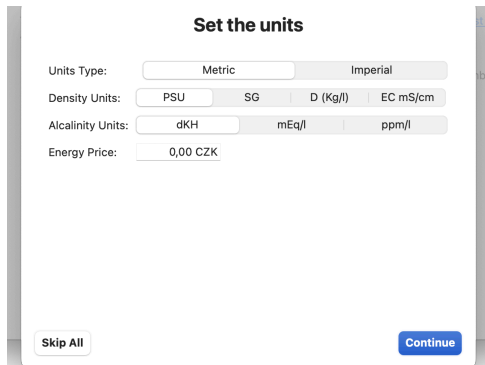 Set the units
Units Type: Metric Imperial
Density Units: PSU SG D (Kg/l) EC mS/cm
Alcalinity Units: dKH mEq/l ppm/l
Energy Price: 0,00 CZK
Skip All Continue